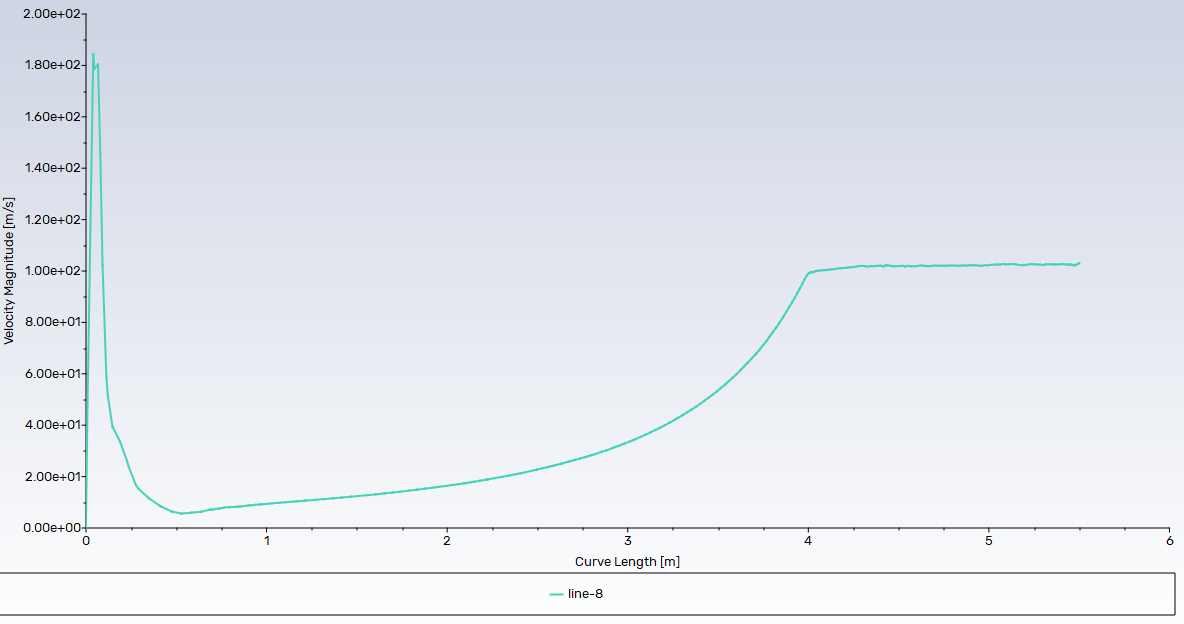 2.00e+02
1.80e+02
1.60e+02
1.40e+02
1.20e+02
1.00e+02
8.00e+01
6.00e+01
4.00e+01
2.00e+01
0.00e+00
Velocity Magnitude [m/s]
0 1 2 3 4 5 6
Curve Length [m]
line-8